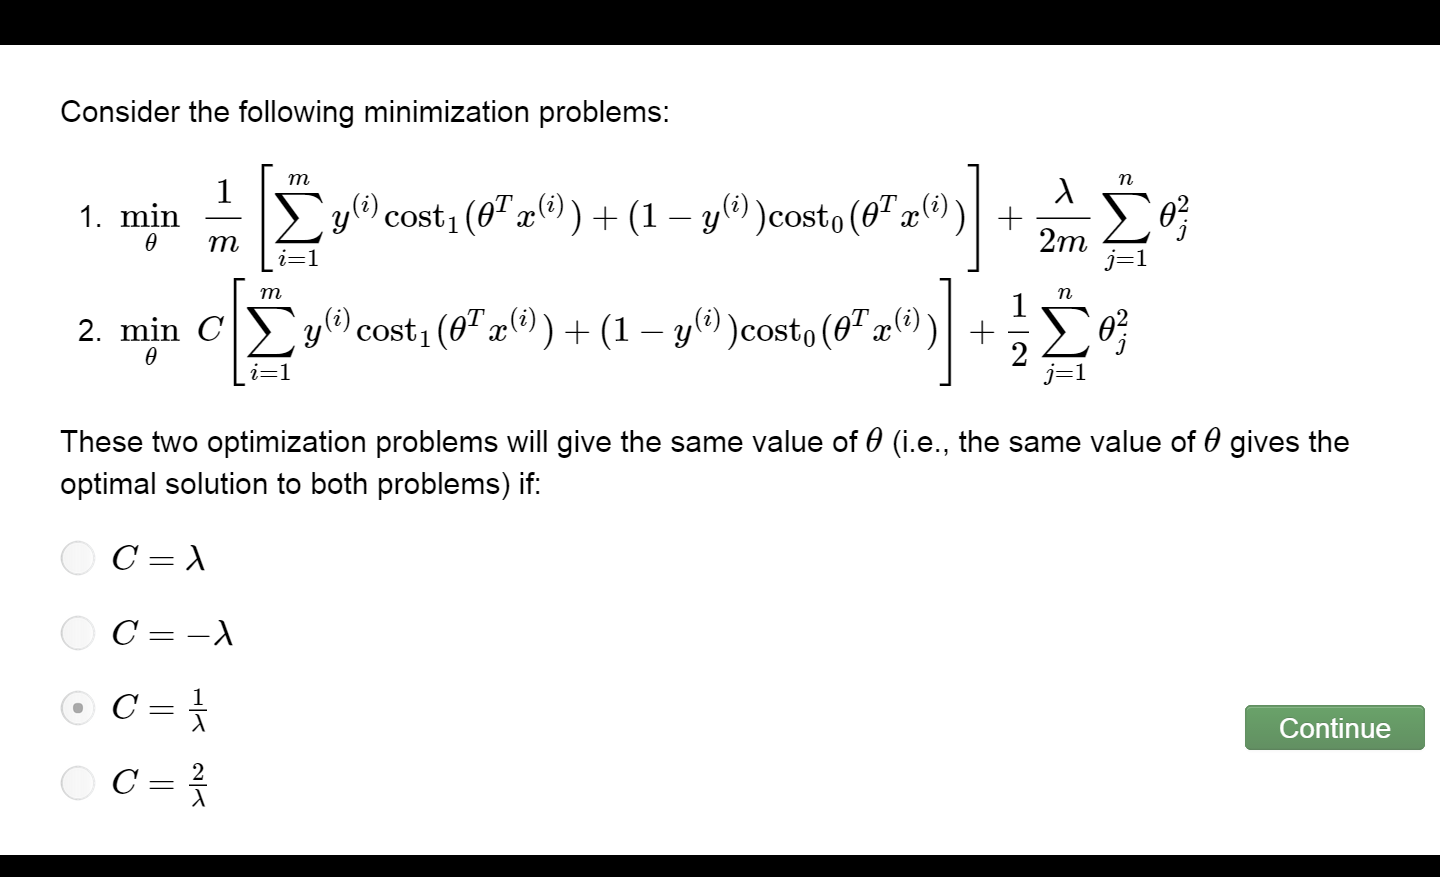 Consider the following minimization problems:
1. $\min_{\theta} \frac{1}{m} \left[ \sum_{i=1}^{m} y^{(i)} \text{cost}_1(\theta^T x^{(i)}) + (1 - y^{(i)}) \text{cost}_0(\theta^T x^{(i)}) \right] + \frac{\lambda}{2m} \sum_{j=1}^{n} \theta_j^2$
2. $\min_{\theta} C \left[ \sum_{i=1}^{m} y^{(i)} \text{cost}_1(\theta^T x^{(i)}) + (1 - y^{(i)}) \text{cost}_0(\theta^T x^{(i)}) \right] + \frac{1}{2} \sum_{j=1}^{n} \theta_j^2$
These two optimization problems will give the same value of θ (i.e., the same value of θ gives the
optimal solution to both problems) if:
$C = \lambda$
$C = -\lambda$
$C = \frac{1}{\lambda}$
Continue
$C = \frac{2}{\lambda}$